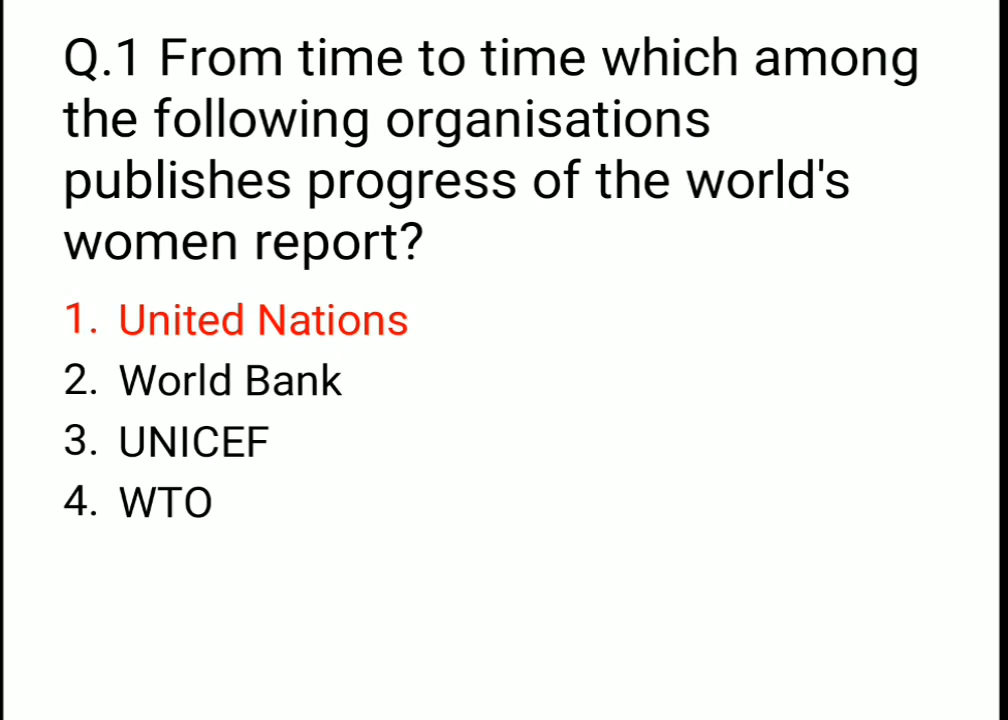 Q.1 From time to time which among
the following organisations
publishes progress of the world's
women report?
1. United Nations
2. World Bank
3. UNICEF
4. WTO